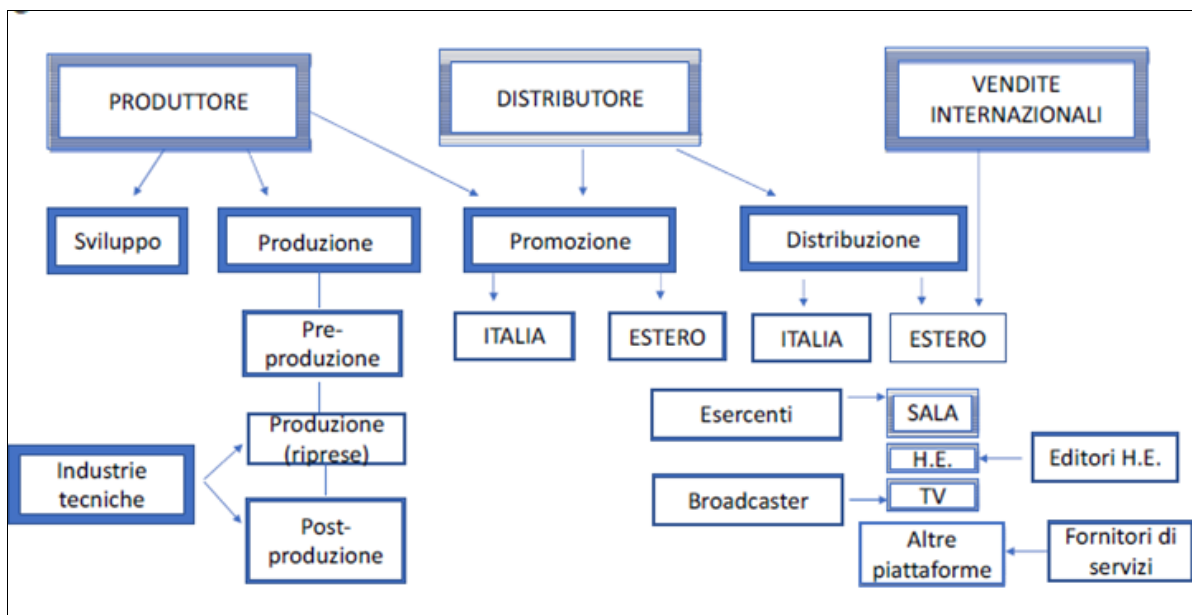 PRODUTTORE
DISTRIBUTORE
VENDITE
INTERNAZIONALI
Sviluppo
Produzione
Promozione
Distribuzione
Pre-
produzione
ITALIA
ESTERO
ITALIA
ESTERO
Esercenti
SALA
Produzione
(riprese)
H.E.
Editori H.E.
Industrie
tecniche
Broadcaster
TV
Post-
produzione
Altre
piattaforme
Fornitori di
servizi